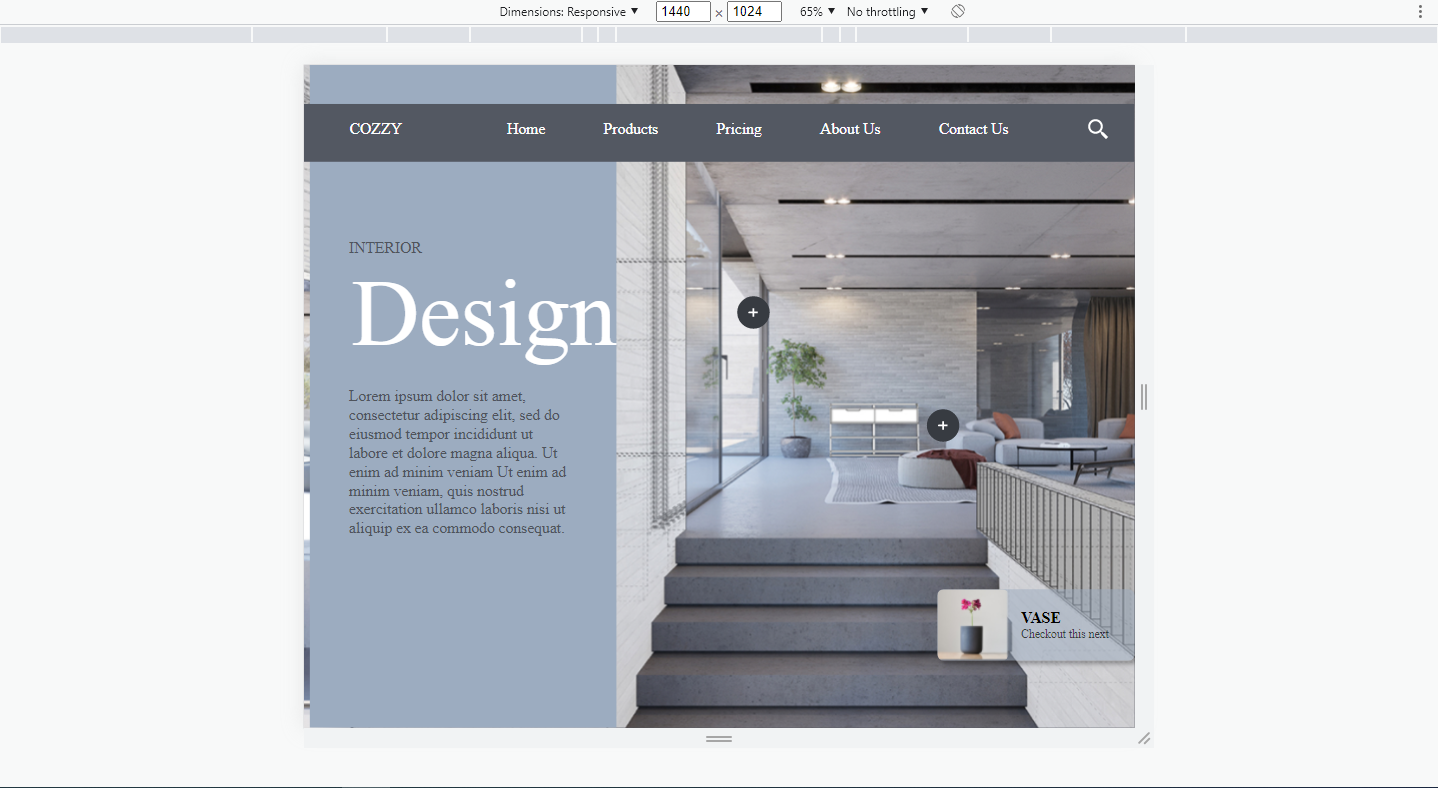 Dimensions: Responsive ▼ 1440 × 1024 65% ▼ No throttling ▼
COZZY Home Products Pricing About Us Contact Us
INTERIOR
Design
Lorem ipsum dolor sit amet,
consectetur adipiscing elit, sed do
eiusmod tempor incididunt ut
labore et dolore magna aliqua. Ut
enim ad minim veniam Ut enim ad
minim veniam, quis nostrud
exercitation ullamco laboris nisi ut
aliquip ex ea commodo consequat.
VASE
Checkout this next